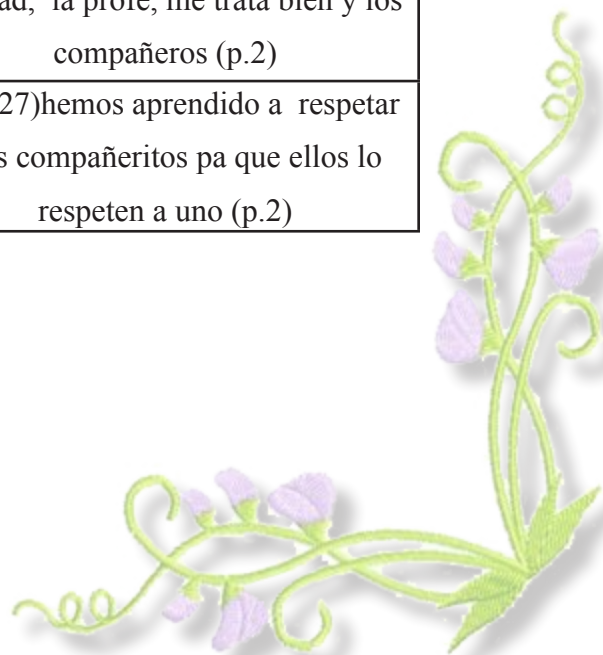 la profe, me trata bien y los
compañeros (p.2)
27)hemos aprendido a respetar
compañeritos pa que ellos lo
respeten a uno (p.2)